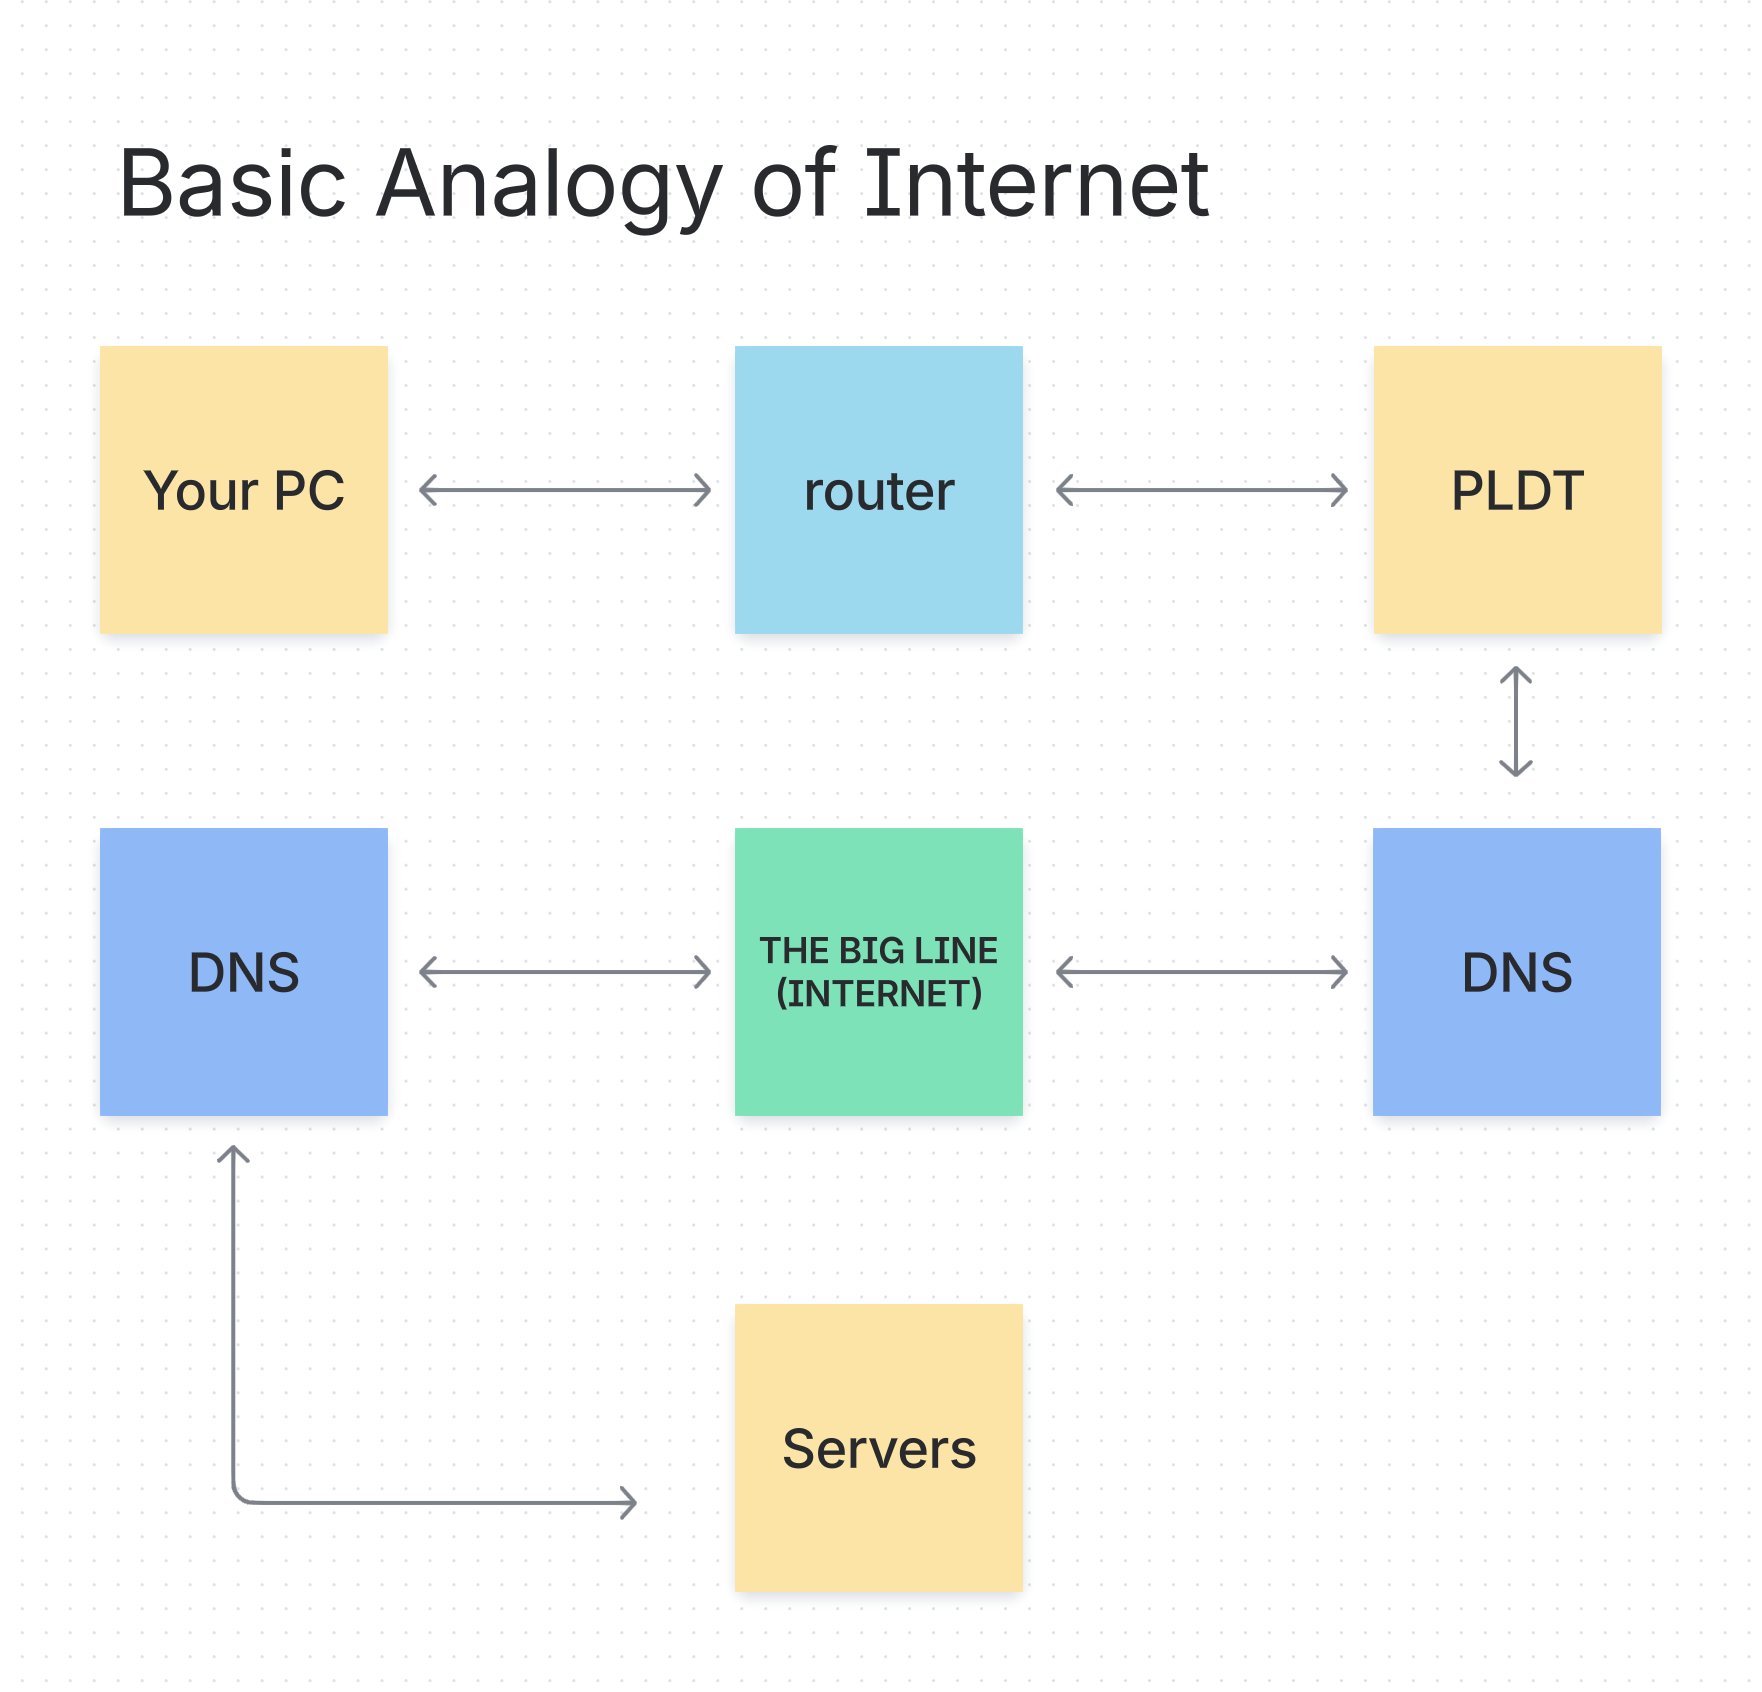 Basic Analogy of Internet
Your PC
router
PLDT
DNS
THE BIG LINE
(INTERNET)
DNS
Servers